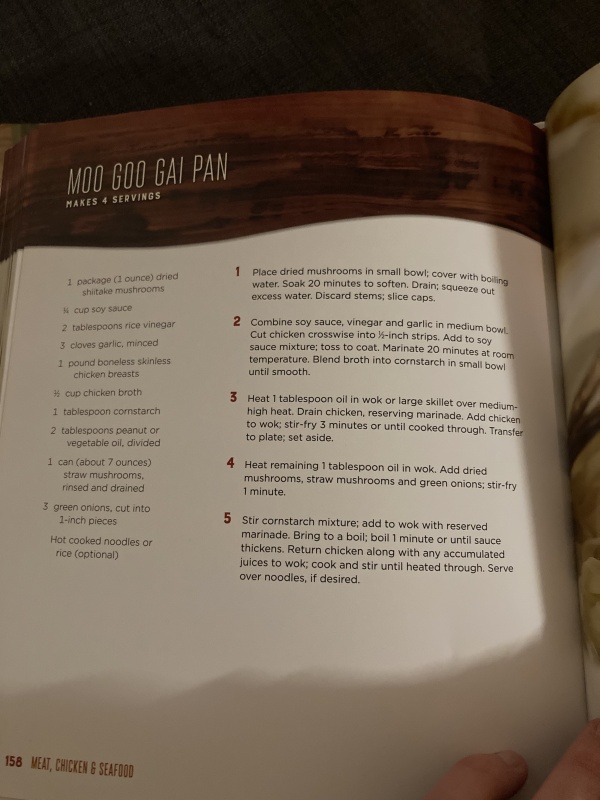 MOO GOO GAI PAN
MAKES 4 SERVINGS
1 package (1 ounce) dried
shiitake mushrooms
¼ cup soy sauce
2 tablespoons rice vinegar
3 cloves garlic, minced
1 pound boneless skinless
chicken breasts
½ cup chicken broth
1 tablespoon cornstarch
2 tablespoons peanut or
vegetable oil, divided
1 can (about 7 ounces)
straw mushrooms,
rinsed and drained
3 green onions, cut into
1-inch pieces
Hot cooked noodles or
rice (optional)
1 Place dried mushrooms in small bowl; cover with boiling
water. Soak 20 minutes to soften. Drain; squeeze out
excess water. Discard stems; slice caps.
2 Combine soy sauce, vinegar and garlic in medium bowl.
Cut chicken crosswise into ½-inch strips. Add to soy
sauce mixture; toss to coat. Marinate 20 minutes at room
temperature. Blend broth into cornstarch in small bowl
until smooth.
3 Heat 1 tablespoon oil in wok or large skillet over medium-
high heat. Drain chicken, reserving marinade. Add chicken
to wok; stir-fry 3 minutes or until cooked through. Transfer
to plate; set aside.
4 Heat remaining 1 tablespoon oil in wok. Add dried
mushrooms, straw mushrooms and green onions; stir-fry
1 minute.
5 Stir cornstarch mixture; add to wok with reserved
marinade. Bring to a boil; boil 1 minute or until sauce
thickens. Return chicken along with any accumulated
juices to wok; cook and stir until heated through. Serve
over noodles, if desired.
158 MEAT, CHICKEN & SEAFOOD